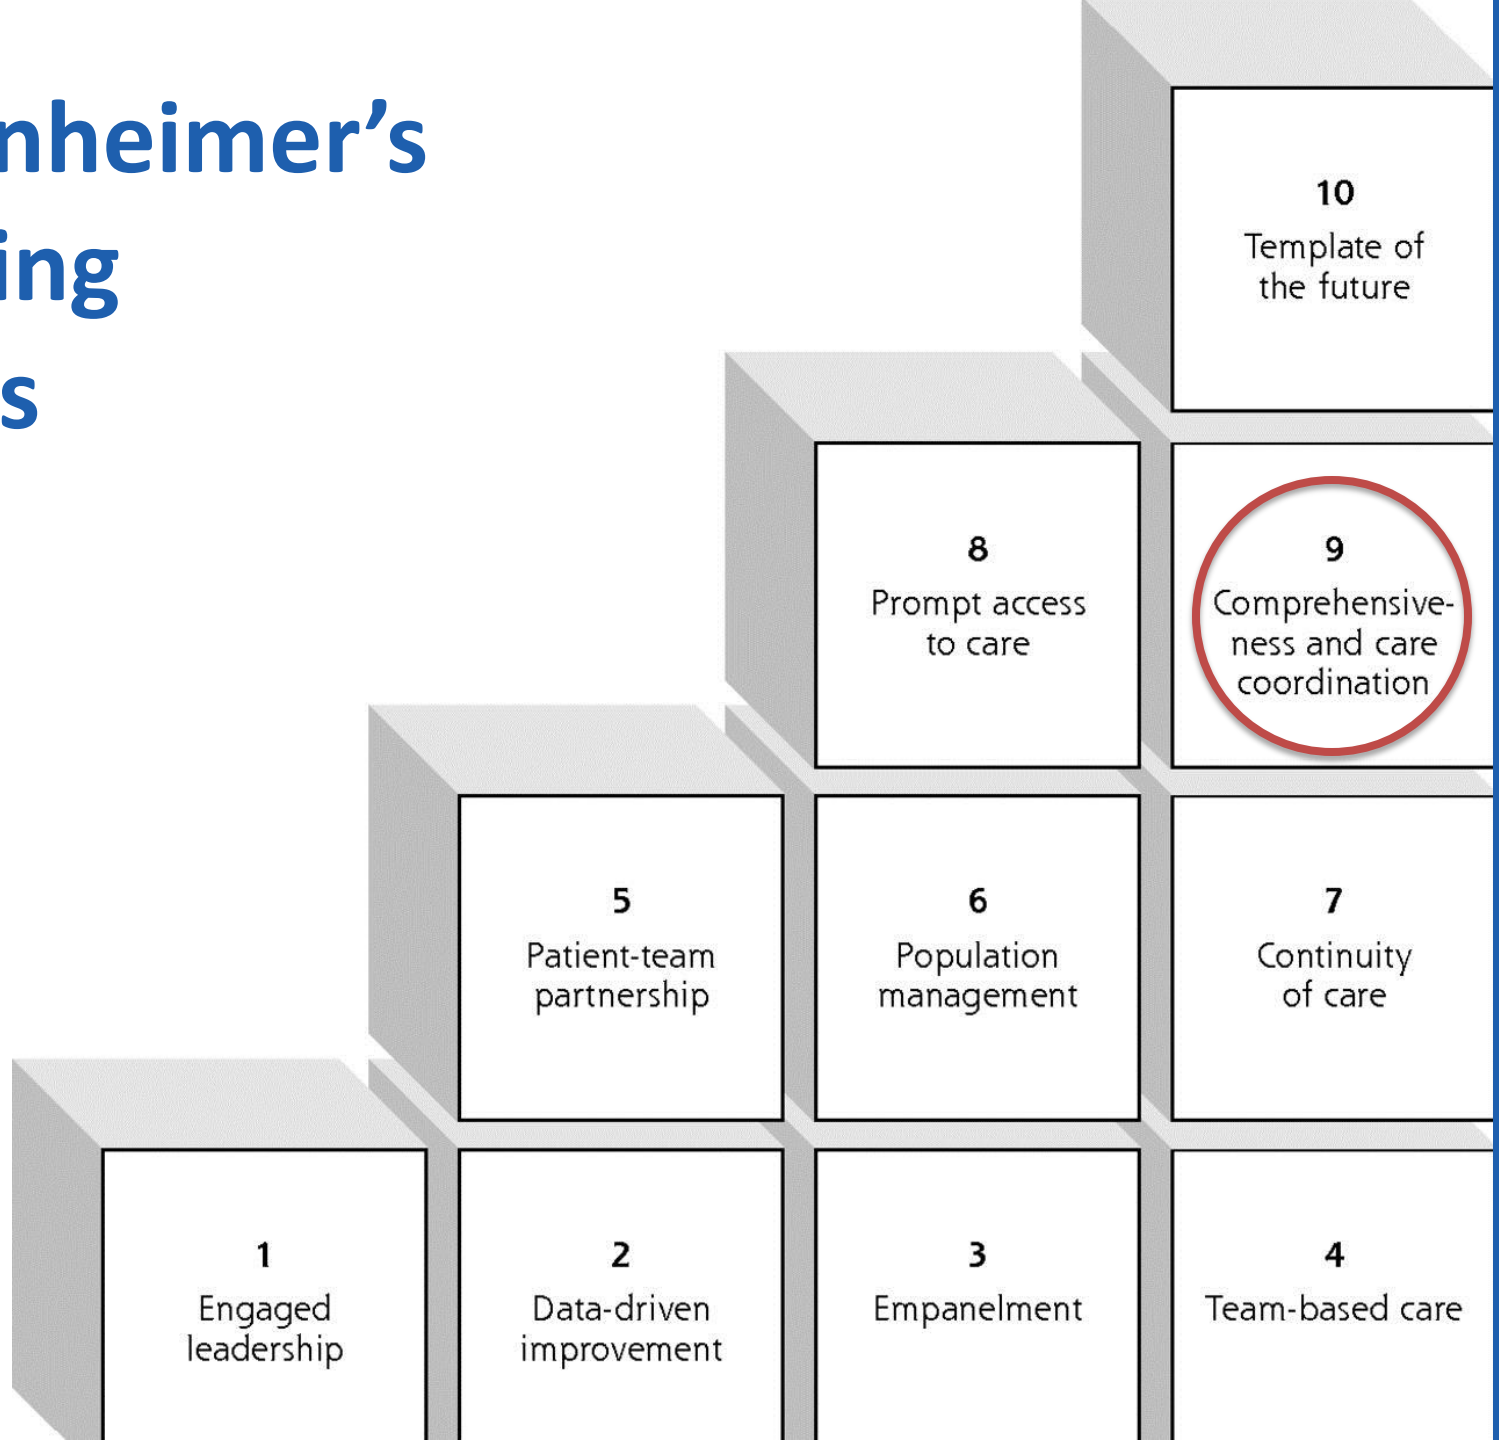 nheimer’s
ing
s
10
Template of
the future
8
Prompt access
to care
9
Comprehensive-
ness and care
coordination
5
Patient-team
partnership
6
Population
management
7
Continuity
of care
1
Engaged
leadership
2
Data-driven
improvement
3
Empanelment
4
Team-based care